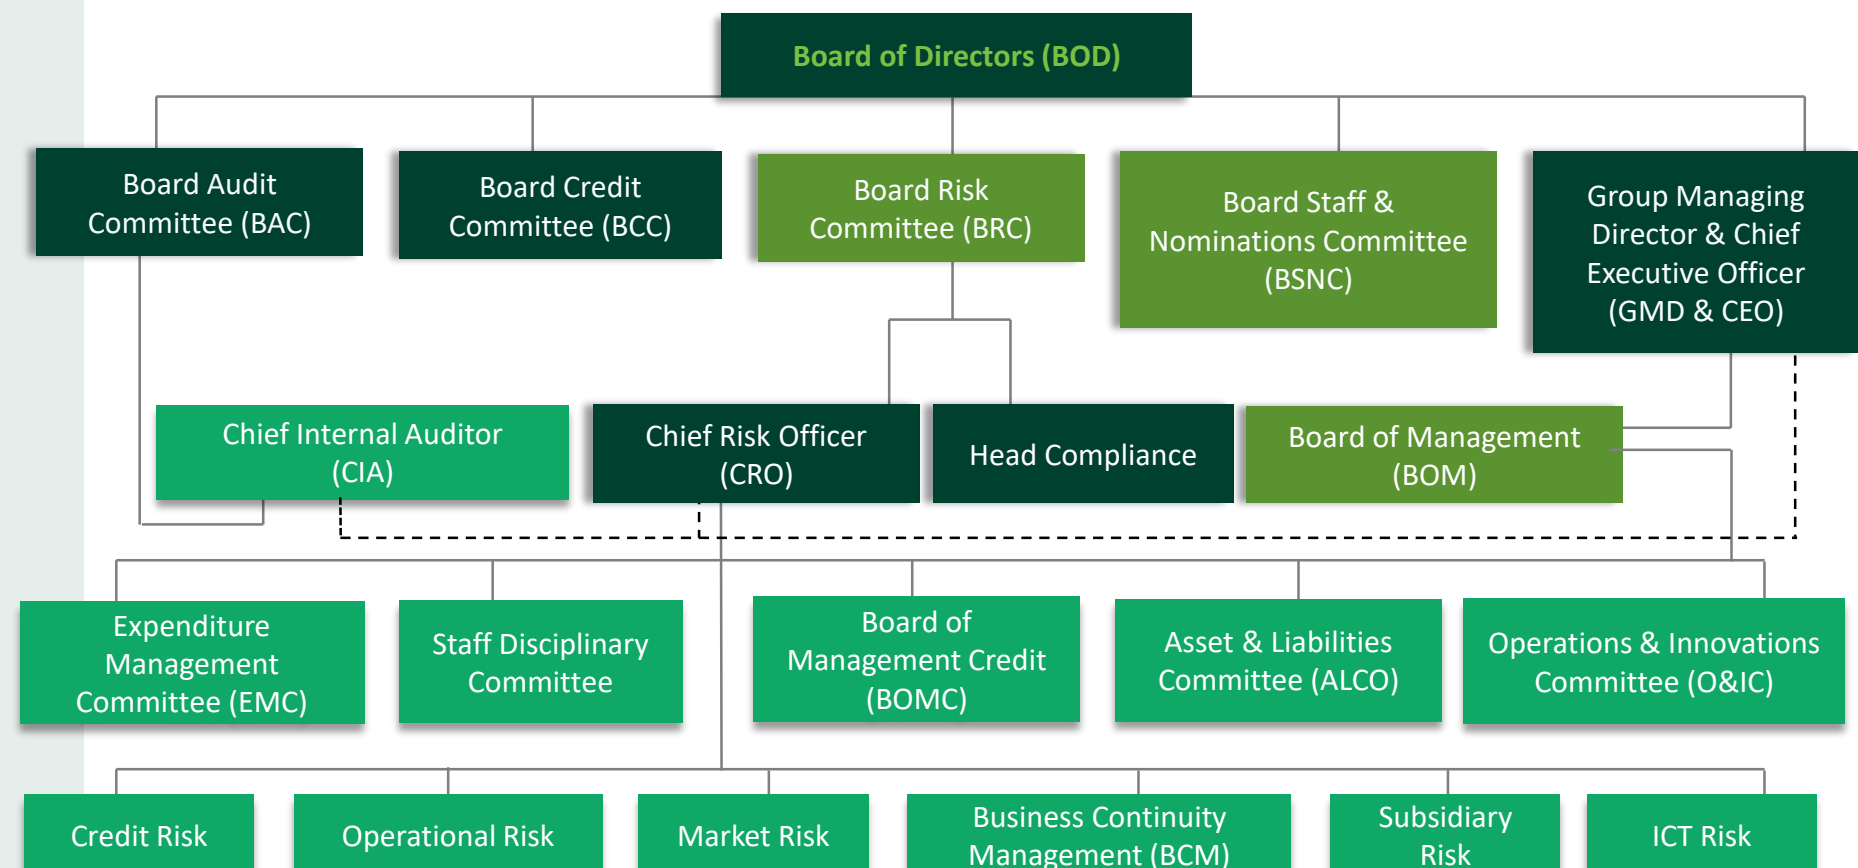 Board of Directors (BOD)
Board Audit
Committee (BAC)
Board Credit
Committee (BCC)
Board Risk
Committee (BRC)
Board Staff &
Nominations Committee
(BSNC)
Group Managing
Director & Chief
Executive Officer
(GMD & CEO)
Chief Internal Auditor
(CIA)
Chief Risk Officer
(CRO)
Head Compliance
Board of Management
(BOM)
Expenditure
Management
Committee (EMC)
Staff Disciplinary
Committee
Board of
Management Credit
(BOMC)
Asset & Liabilities
Committee (ALCO)
Operations & Innovations
Committee (O&IC)
Credit Risk
Operational Risk
Market Risk
Business Continuity
Management (BCM)
Subsidiary
Risk
ICT Risk